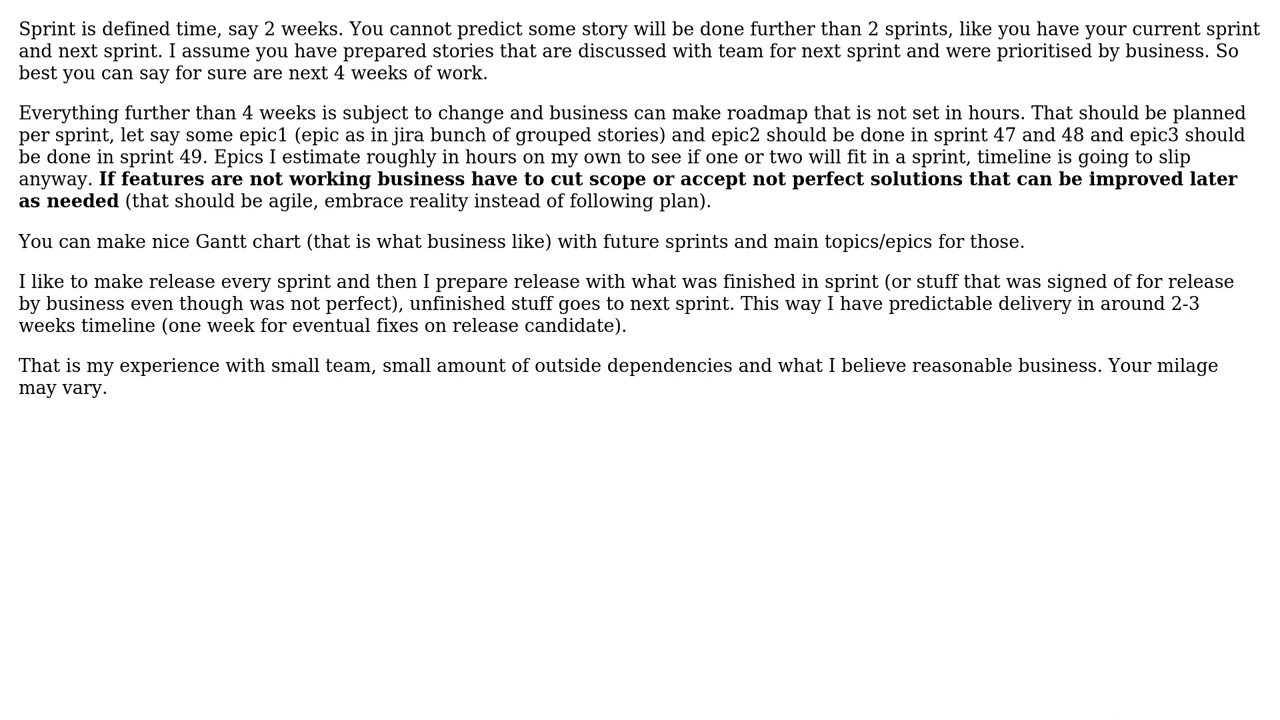 Sprint is defined time, say 2 weeks. You cannot predict some story will be done further than 2 sprints, like you have your current sprint
and next sprint. I assume you have prepared stories that are discussed with team for next sprint and were prioritised by business. So
best you can say for sure are next 4 weeks of work.
Everything further than 4 weeks is subject to change and business can make roadmap that is not set in hours. That should be planned
per sprint, let say some epic1 (epic as in jira bunch of grouped stories) and epic2 should be done in sprint 47 and 48 and epic3 should
be done in sprint 49. Epics I estimate roughly in hours on my own to see if one or two will fit in a sprint, timeline is going to slip
anyway. If features are not working business have to cut scope or accept not perfect solutions that can be improved later
as needed (that should be agile, embrace reality instead of following plan).
You can make nice Gantt chart (that is what business like) with future sprints and main topics/epics for those.
I like to make release every sprint and then I prepare release with what was finished in sprint (or stuff that was signed of for release
by business even though was not perfect), unfinished stuff goes to next sprint. This way I have predictable delivery in around 2-3
weeks timeline (one week for eventual fixes on release candidate).
That is my experience with small team, small amount of outside dependencies and what I believe reasonable business. Your milage
may vary.